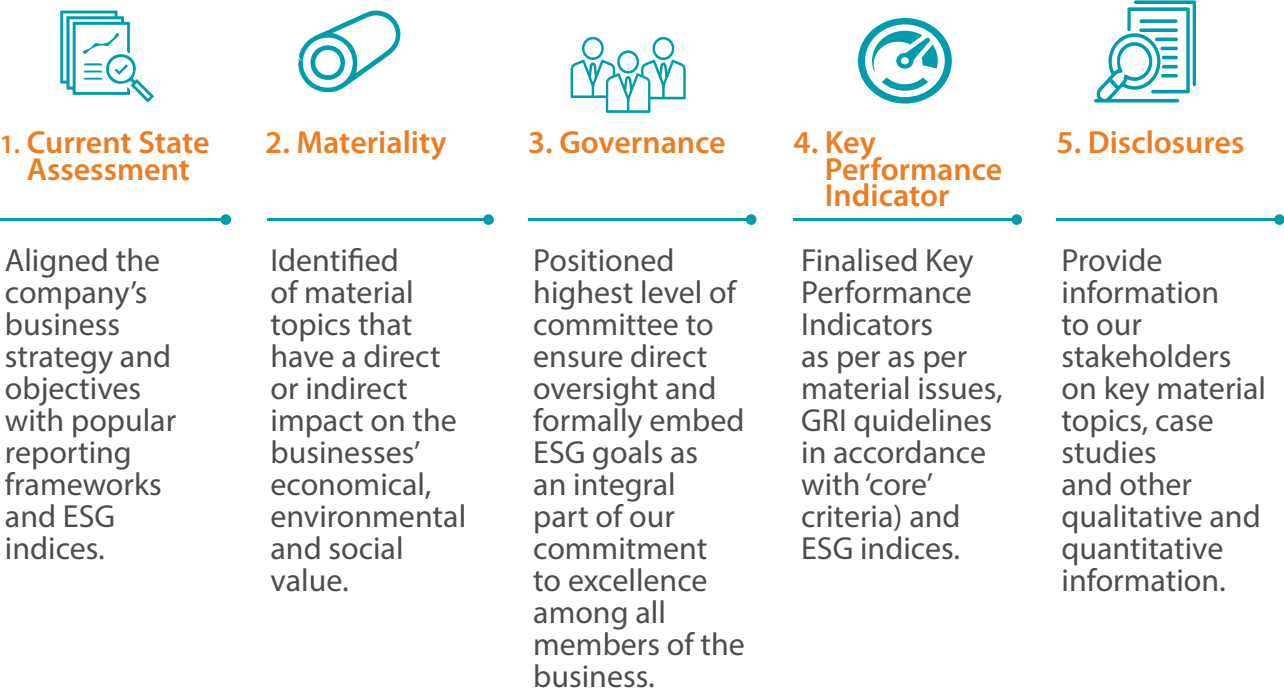 1. Current State
Assessment
Aligned the
company's
business
strategy and
objectives
with popular
reporting
frameworks
and ESG
indices.
2. Materiality
Identified
of material
topics that
have a direct
or indirect
impact on the
businesses'
economical,
environmental
and social
value.
3. Governance
Positioned
highest level of
committee to
ensure direct
oversight and
formally embed
ESG goals as
an integral
part of our
commitment
to excellence
among all
members of the
business.
4. Key
Performance
Indicator
Finalised Key
Performance
Indicators
as per as per
material issues,
GRI quidelines
in accordance
with 'core'
criteria) and
ESG indices.
5. Disclosures
Provide
information
to our
stakeholders
on key material
topics, case
studies
and other
qualitative and
quantitative
information.